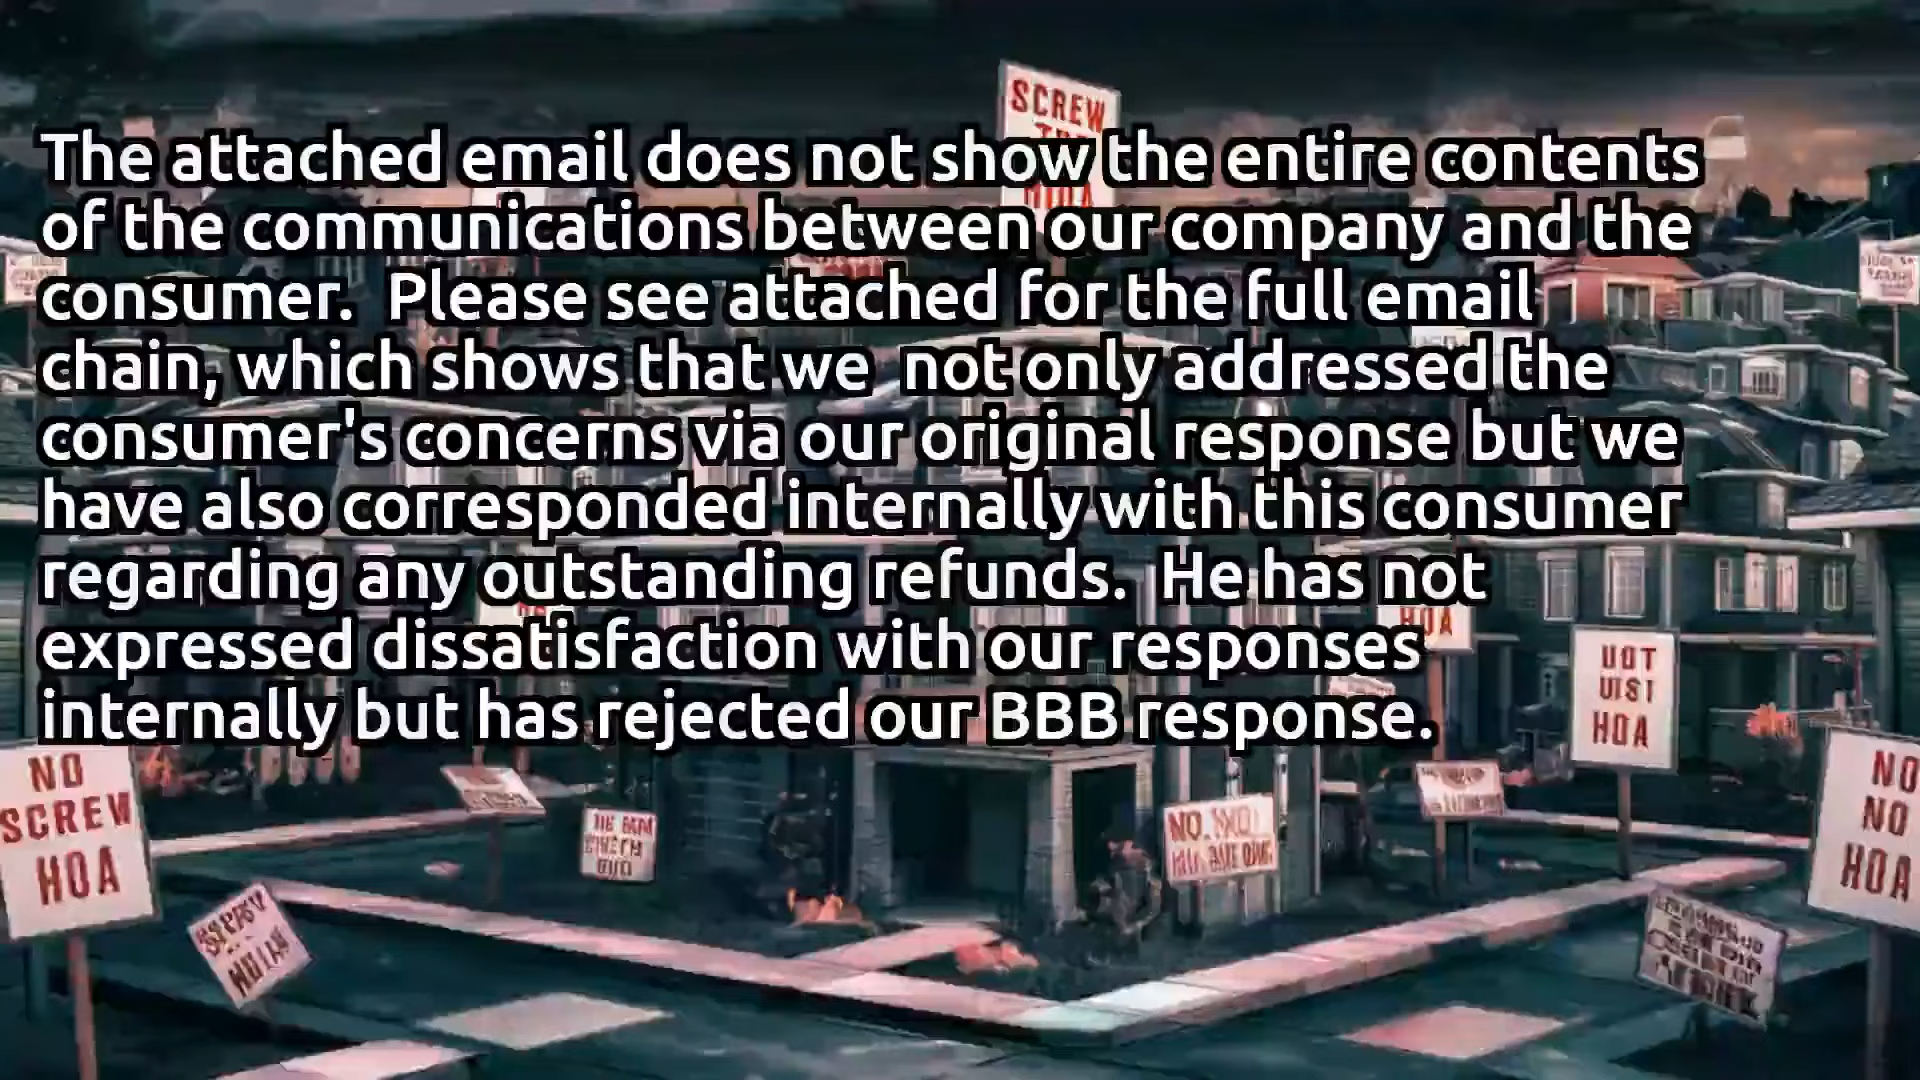 SCREW
The attached email does not show the entire contents
of the communications between our company and the
consumer.  Please see attached for the full email
chain, which shows that we  not only addressed the
consumer's concerns via our original response but we
have also corresponded internally with this consumer
regarding any outstanding refunds.  He has not
expressed dissatisfaction with our responses
internally but has rejected our BBB response.
HOA
UOT
UIST
HOA
NO
SCREW
HOA
NO
NO
HOA